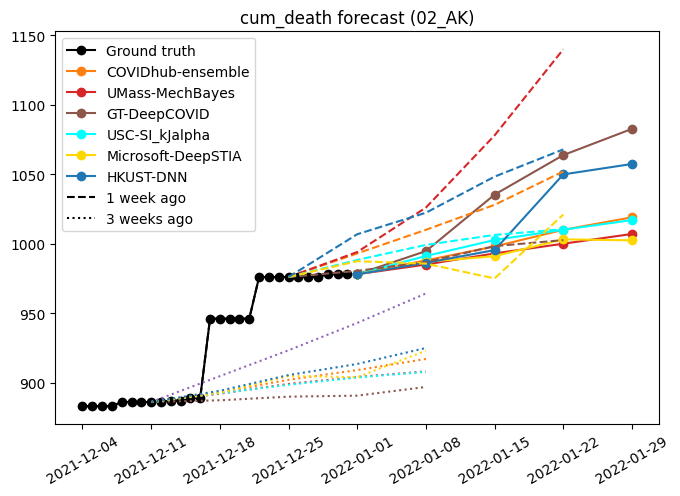 cum_death forecast (02_AK)
1150
1100
1050
1000
950
900
Ground truth
COVIDhub-ensemble
UMass-MechBayes
GT-DeepCOVID
USC-SI_kJalpha
Microsoft-DeepSTIA
HKUST-DNN
1 week ago
3 weeks ago
2021-12-04
2021-12-11
2021-12-18
2021-12-25
2022-01-01
2022-01-08
2022-01-15
2022-01-22
2022-01-29